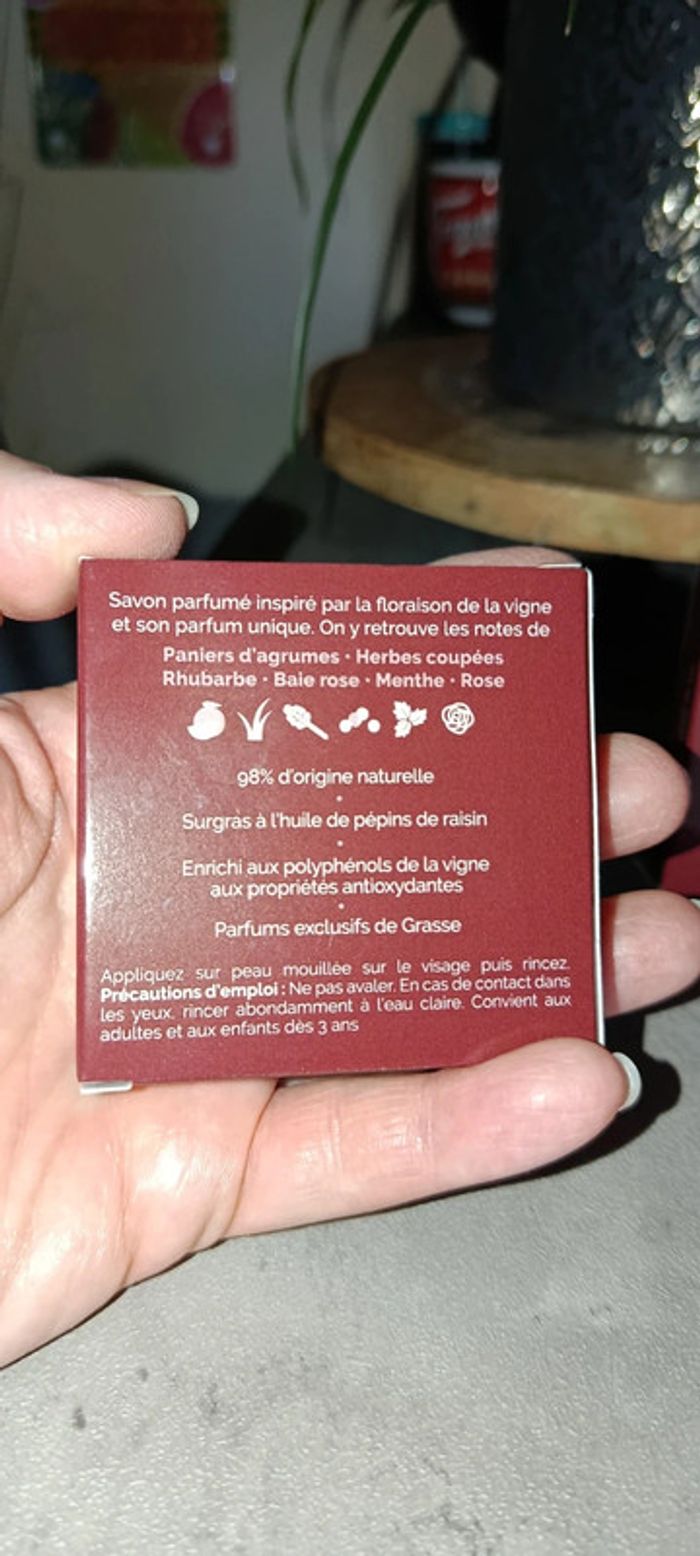 Savon parfumé inspiré par la floraison de la vigne
et son parfum unique. On y retrouve les notes de
Paniers d'agrumes • Herbes coupées
Rhubarbe • Baie rose • Menthe • Rose
98% d'origine naturelle
Surgras à l'huile de pépins de raisin
Enrichi aux polyphénols de la vigne
aux propriétés antioxydantes
Parfums exclusifs de Grasse
Appliquez sur peau mouillée sur le visage puis rincez.
Précautions d'emploi : Ne pas avaler. En cas de contact dans
les yeux, rincer abondamment à l'eau claire. Convient aux
adultes et aux enfants dès 3 ans